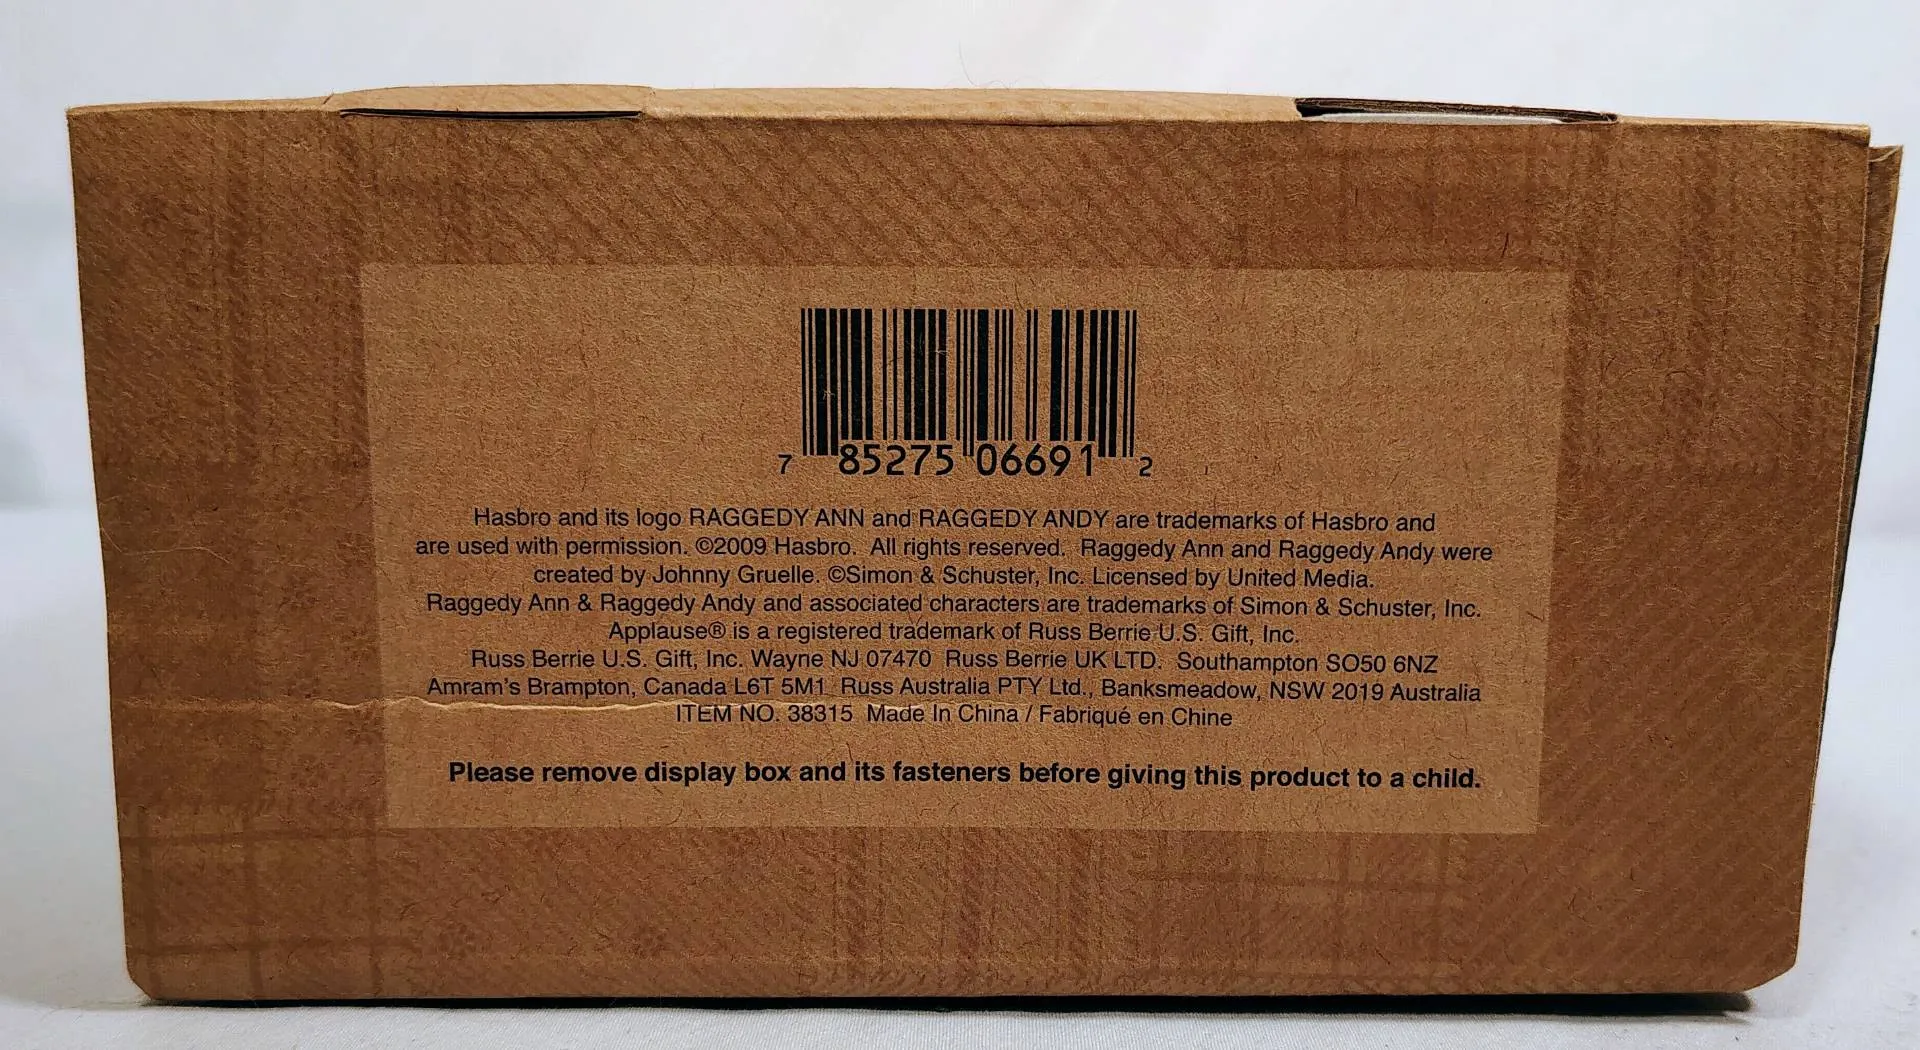 7 85275 06691 2
Hasbro and its logo RAGGEDY ANN and RAGGEDY ANDY are trademarks of Hasbro and
are used with permission. ©2009 Hasbro. All rights reserved. Raggedy Ann and Raggedy Andy were
created by Johnny Gruelle. ©Simon & Schuster, Inc. Licensed by United Media.
Raggedy Ann & Raggedy Andy and associated characters are trademarks of Simon & Schuster, Inc.
Applause® is a registered trademark of Russ Berrie U.S. Gift, Inc.
Russ Berrie U.S. Gift, Inc. Wayne NJ 07470 Russ Berrie UK LTD. Southampton SO50 6NZ
Amram's Brampton, Canada L6T 5M1 Russ Australia PTY Ltd., Banksmeadow, NSW 2019 Australia
ITEM NO. 38315 Made In China / Fabriqué en Chine
Please remove display box and its fasteners before giving this product to a child.